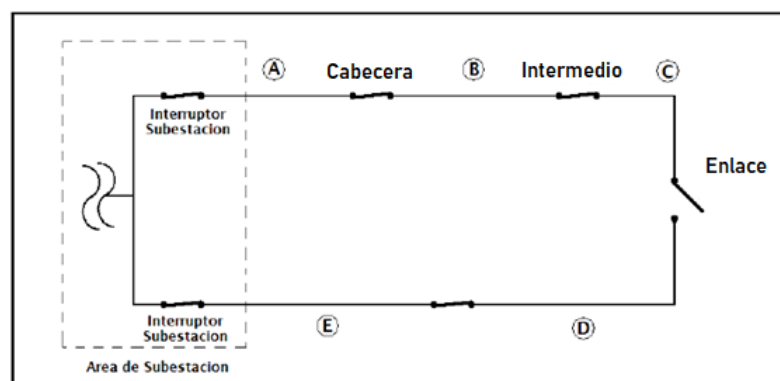 A
Cabecera
B
Intermedio
C
Interruptor
Subestacion
Enlace
Interruptor
Subestacion
E
D
Area de Subestacion